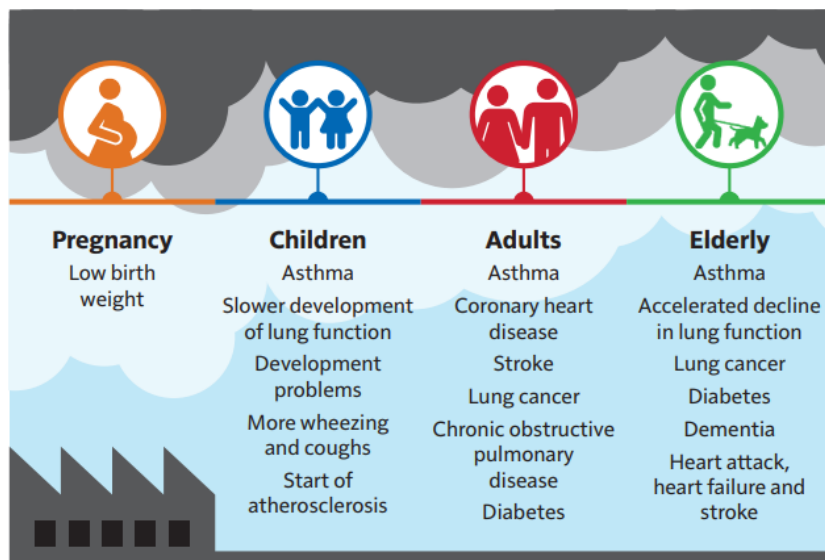 Pregnancy
Low birth
weight
Children
Asthma
Slower development
of lung function
Development
problems
More wheezing
and coughs
Start of
atherosclerosis
Adults
Asthma
Coronary heart
disease
Stroke
Lung cancer
Chronic obstructive
pulmonary
disease
Diabetes
Elderly
Asthma
Accelerated decline
in lung function
Lung cancer
Diabetes
Dementia
Heart attack,
heart failure and
stroke